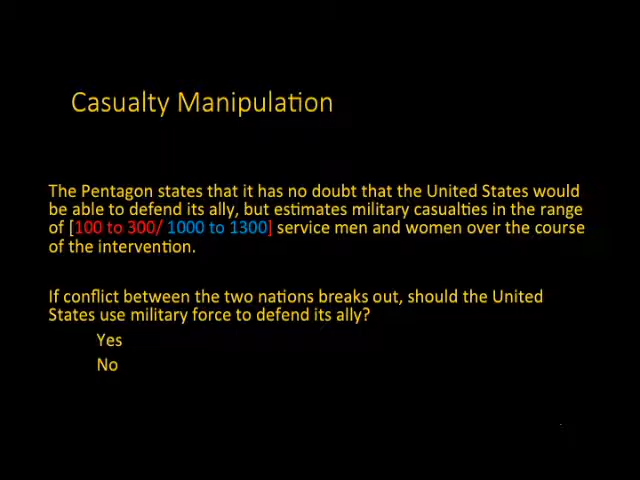 Casualty Manipulation
The Pentagon states that it has no doubt that the United States would
be able to defend its ally, but estimates military casualties in the range
of [100 to 300/ 1000 to 1300] service men and women over the course
of the intervention.
If conflict between the two nations breaks out, should the United
States use military force to defend its ally?
Yes
No